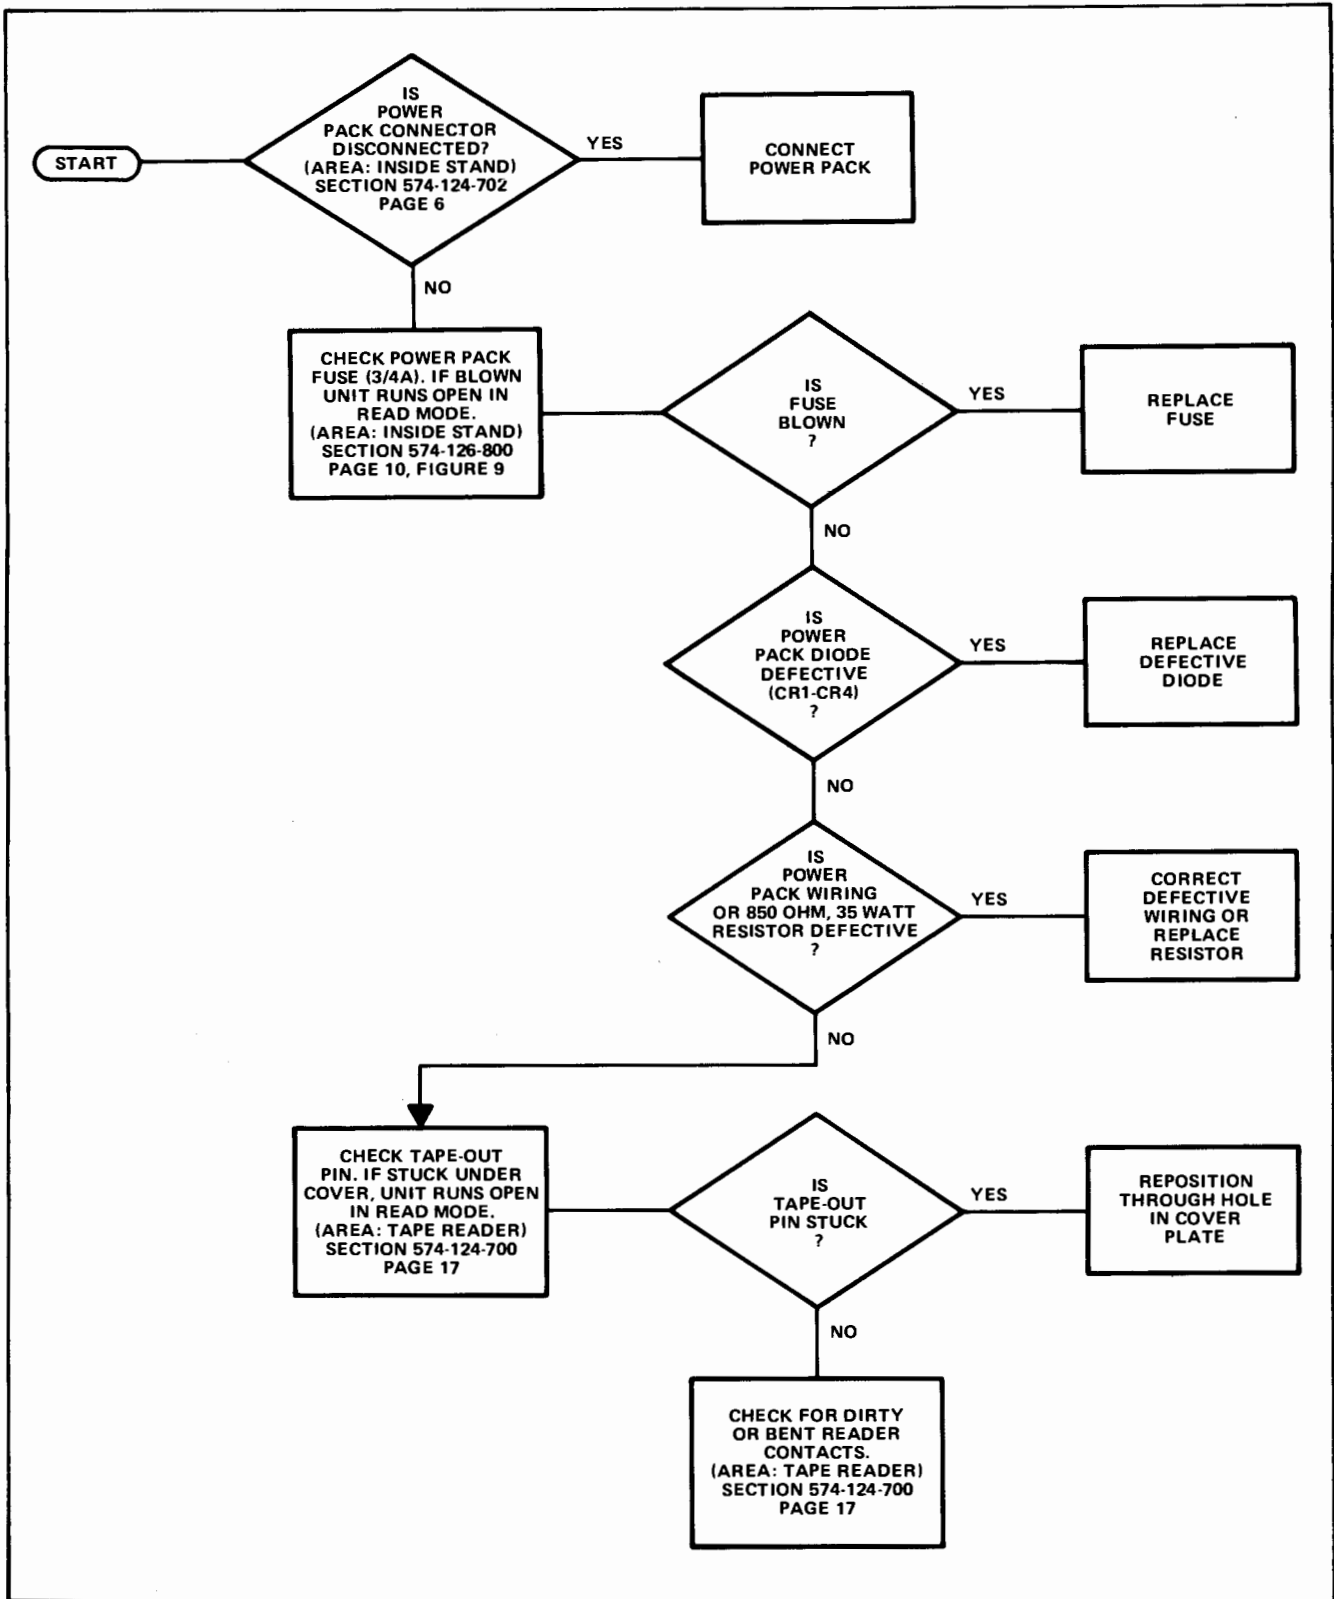 START
IS
POWER
PACK CONNECTOR
DISCONNECTED?
(AREA: INSIDE STAND)
SECTION 574-124-702
PAGE 6
YES
CONNECT
POWER PACK
NO
CHECK POWER PACK
FUSE (3/4A). IF BLOWN
UNIT RUNS OPEN IN
READ MODE.
(AREA: INSIDE STAND)
SECTION 574-126-800
PAGE 10, FIGURE 9
IS
FUSE
BLOWN
?
YES
REPLACE
FUSE
NO
IS
POWER
PACK DIODE
DEFECTIVE
(CR1-CR4)
?
YES
REPLACE
DEFECTIVE
DIODE
NO
IS
POWER
PACK WIRING
OR 850 OHM, 35 WATT
RESISTOR DEFECTIVE
?
YES
CORRECT
DEFECTIVE
WIRING OR
REPLACE
RESISTOR
NO
CHECK TAPE-OUT
PIN. IF STUCK UNDER
COVER, UNIT RUNS OPEN
IN READ MODE.
(AREA: TAPE READER)
SECTION 574-124-700
PAGE 17
IS
TAPE-OUT
PIN STUCK
?
YES
REPOSITION
THROUGH HOLE
IN COVER
PLATE
NO
CHECK FOR DIRTY
OR BENT READER
CONTACTS.
(AREA: TAPE READER)
SECTION 574-124-700
PAGE 17